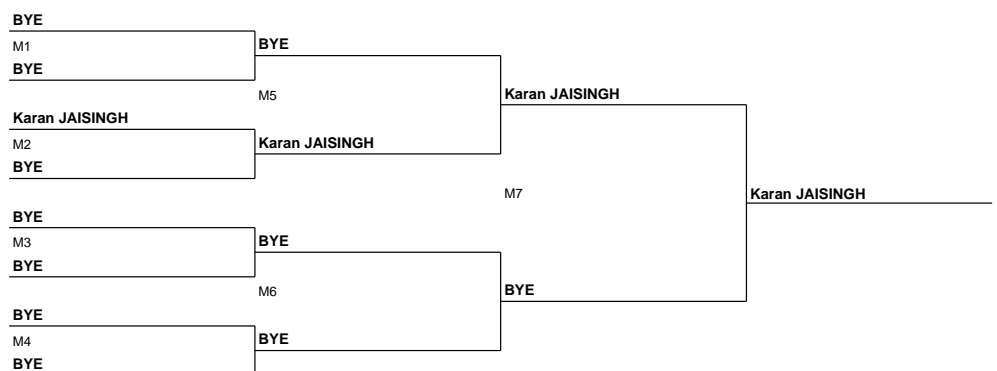 BYE
M1
BYE
BYE
M5
Karan JAISINGH
Karan JAISINGH
M2
Karan JAISINGH
BYE
M7
Karan JAISINGH
BYE
M3
BYE
BYE
M6
BYE
BYE
M4
BYE
BYE